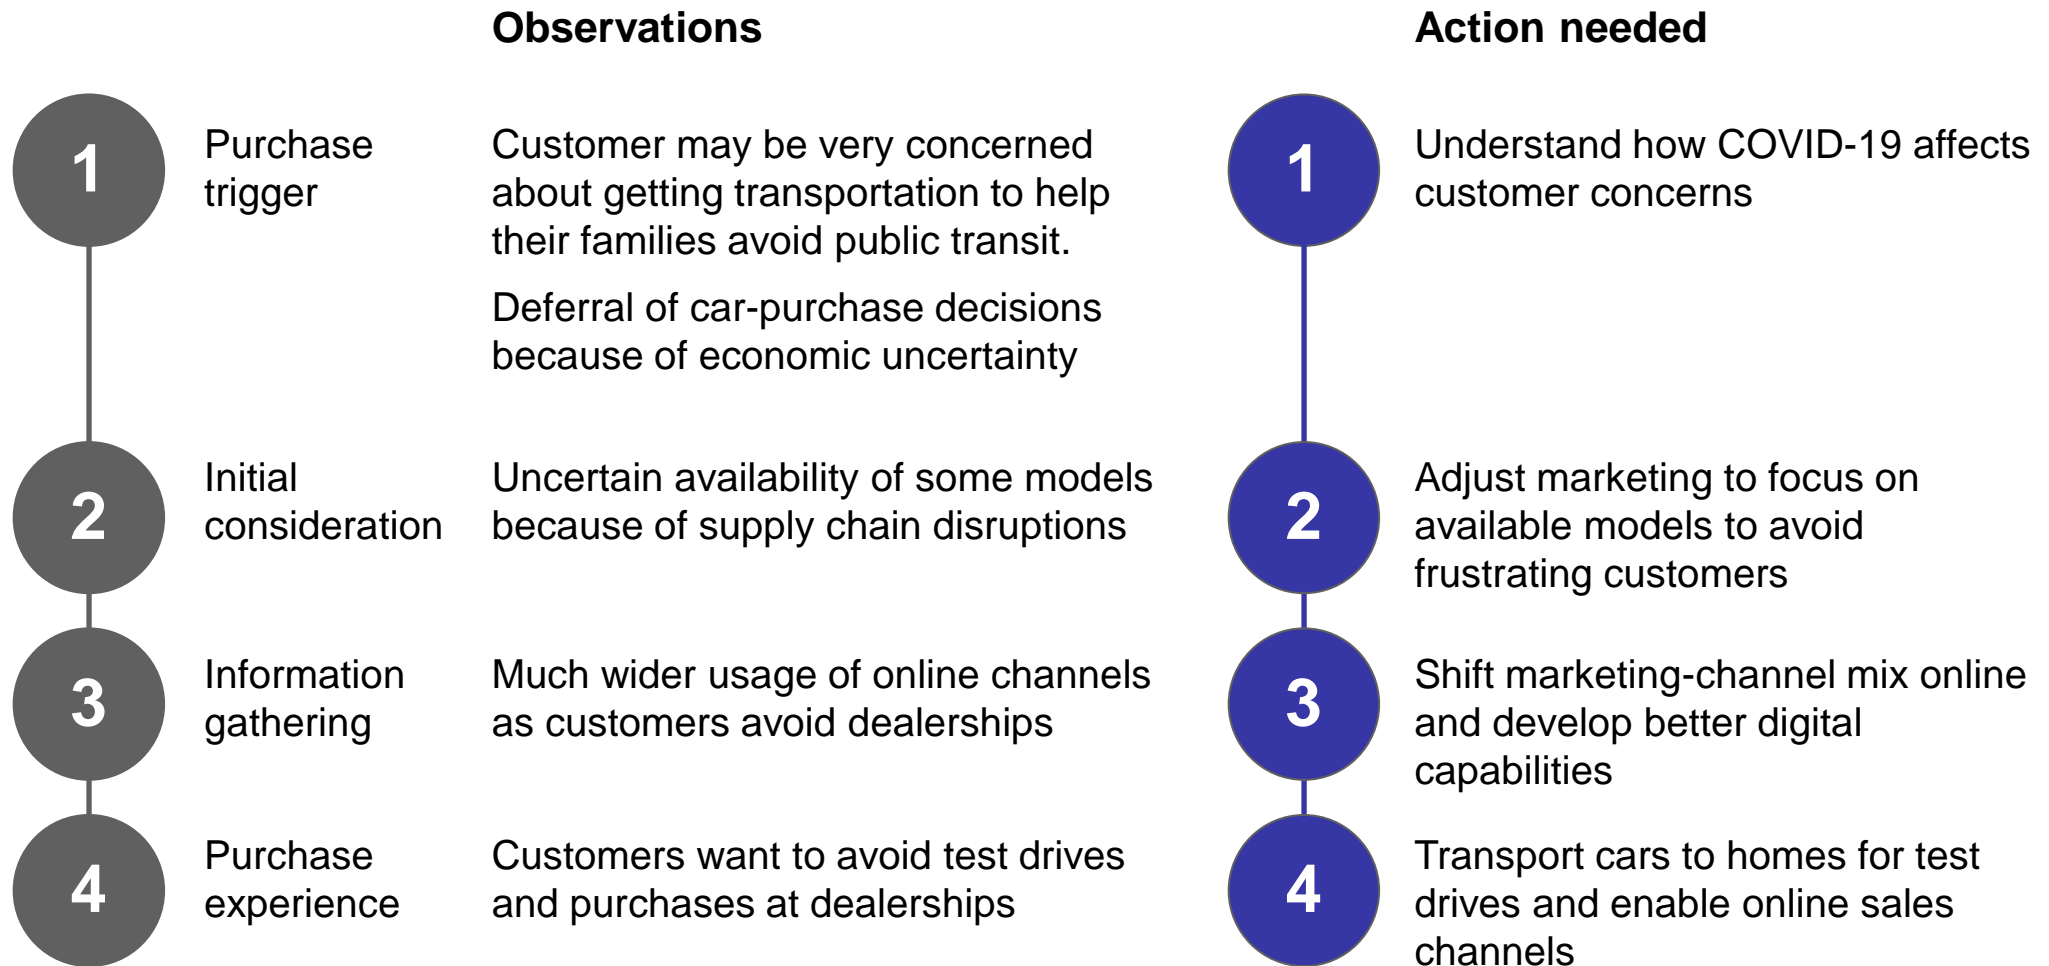 Observations
Action needed
1
Purchase
trigger
Customer may be very concerned
about getting transportation to help
their families avoid public transit.
Deferral of car-purchase decisions
because of economic uncertainty
1
Understand how COVID-19 affects
customer concerns
2
Initial
consideration
Uncertain availability of some models
because of supply chain disruptions
2
Adjust marketing to focus on
available models to avoid
frustrating customers
3
Information
gathering
Much wider usage of online channels
as customers avoid dealerships
3
Shift marketing-channel mix online
and develop better digital
capabilities
4
Purchase
experience
Customers want to avoid test drives
and purchases at dealerships
4
Transport cars to homes for test
drives and enable online sales
channels